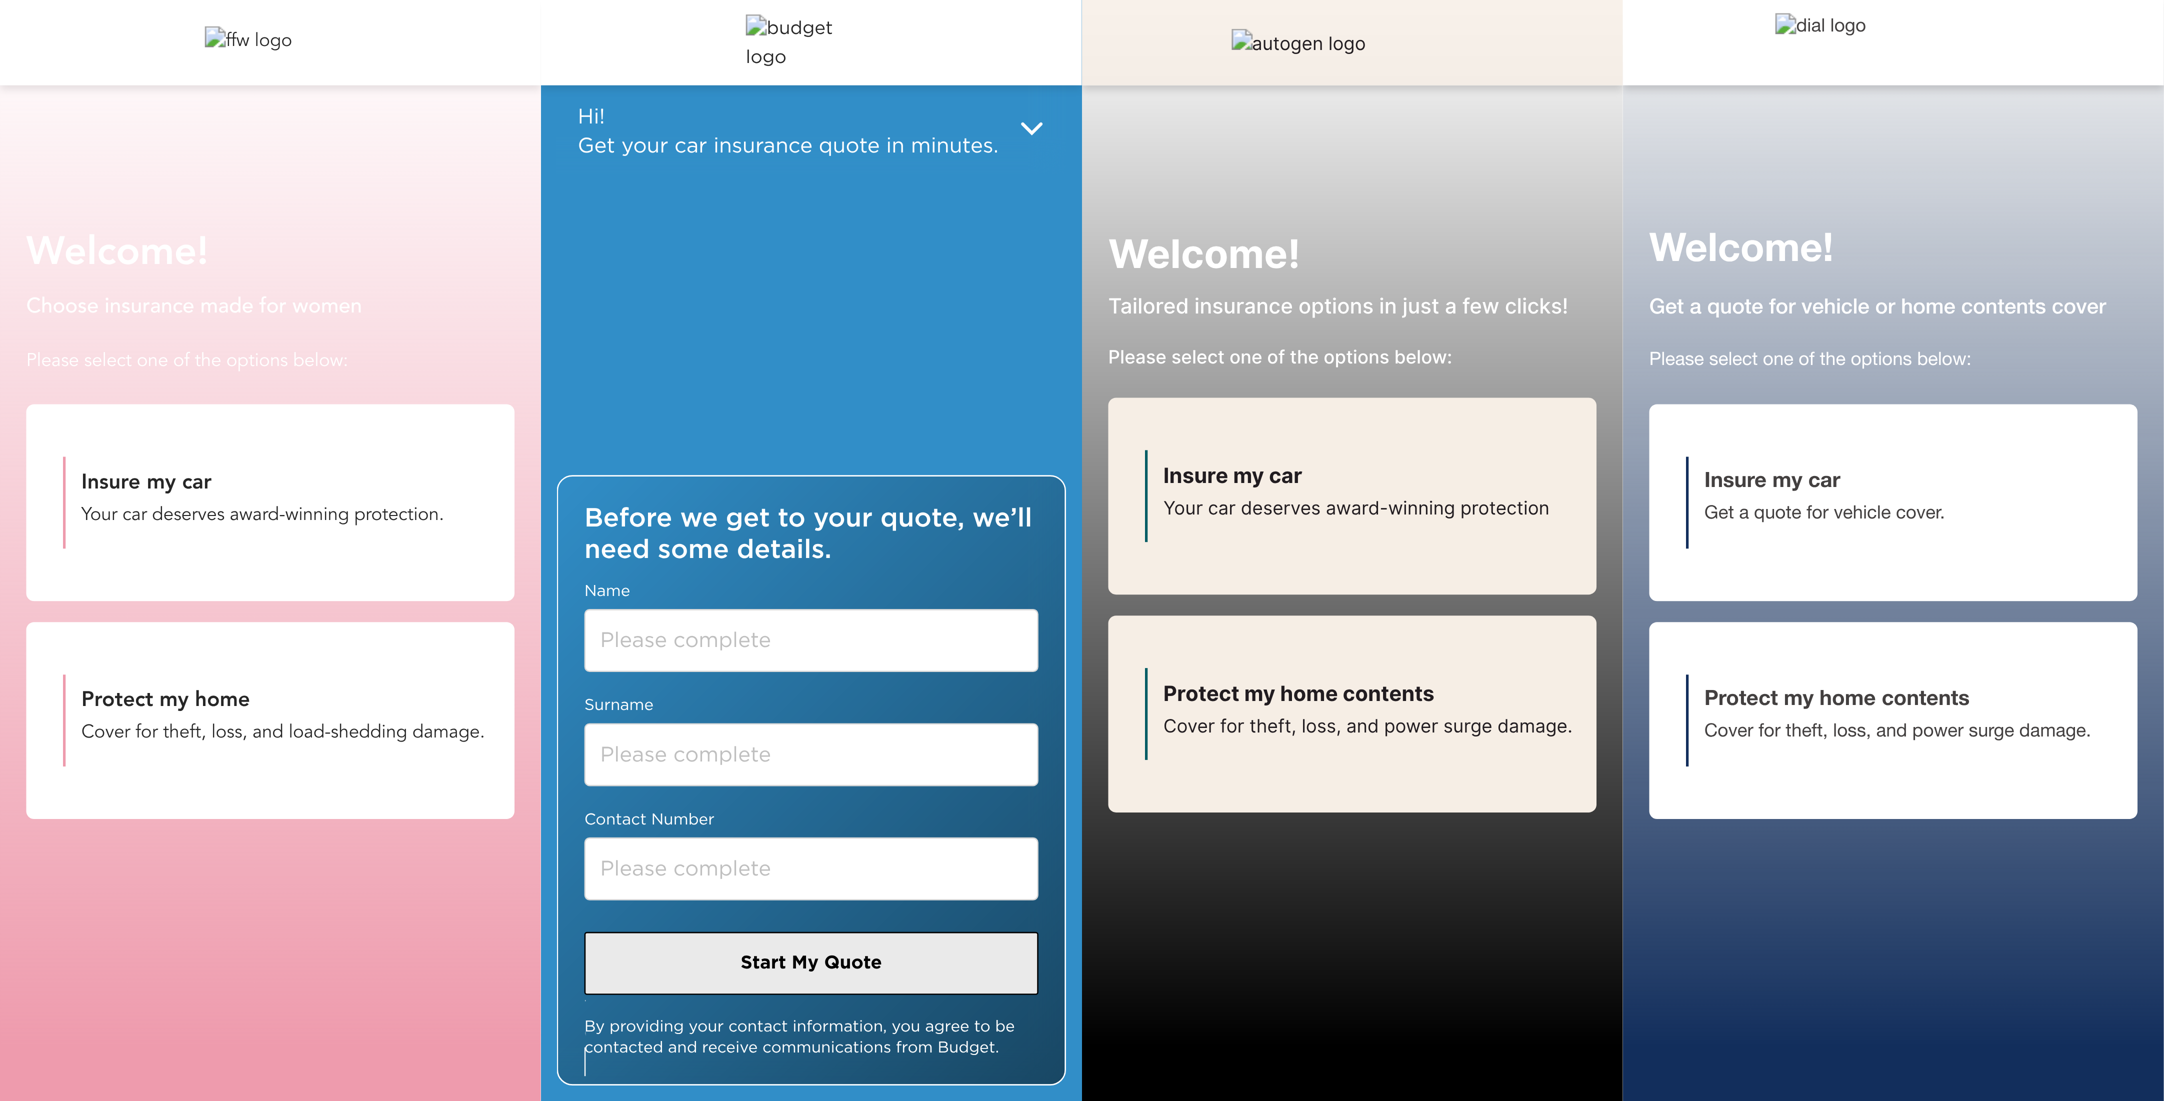 ffw logo
Welcome!
Choose insurance made for women
Please select one of the options below:
Insure my car
Your car deserves award-winning protection.
Protect my home
Cover for theft, loss, and load-shedding damage.
budget
logo
Hi!
Get your car insurance quote in minutes.
Before we get to your quote, we’ll
need some details.
Name
Please complete
Surname
Please complete
Contact Number
Please complete
Start My Quote
By providing your contact information, you agree to be
contacted and receive communications from Budget.
autogen logo
Welcome!
Tailored insurance options in just a few clicks!
Please select one of the options below:
Insure my car
Your car deserves award-winning protection
Protect my home contents
Cover for theft, loss, and power surge damage.
dial logo
Welcome!
Get a quote for vehicle or home contents cover
Please select one of the options below:
Insure my car
Get a quote for vehicle cover.
Protect my home contents
Cover for theft, loss, and power surge damage.